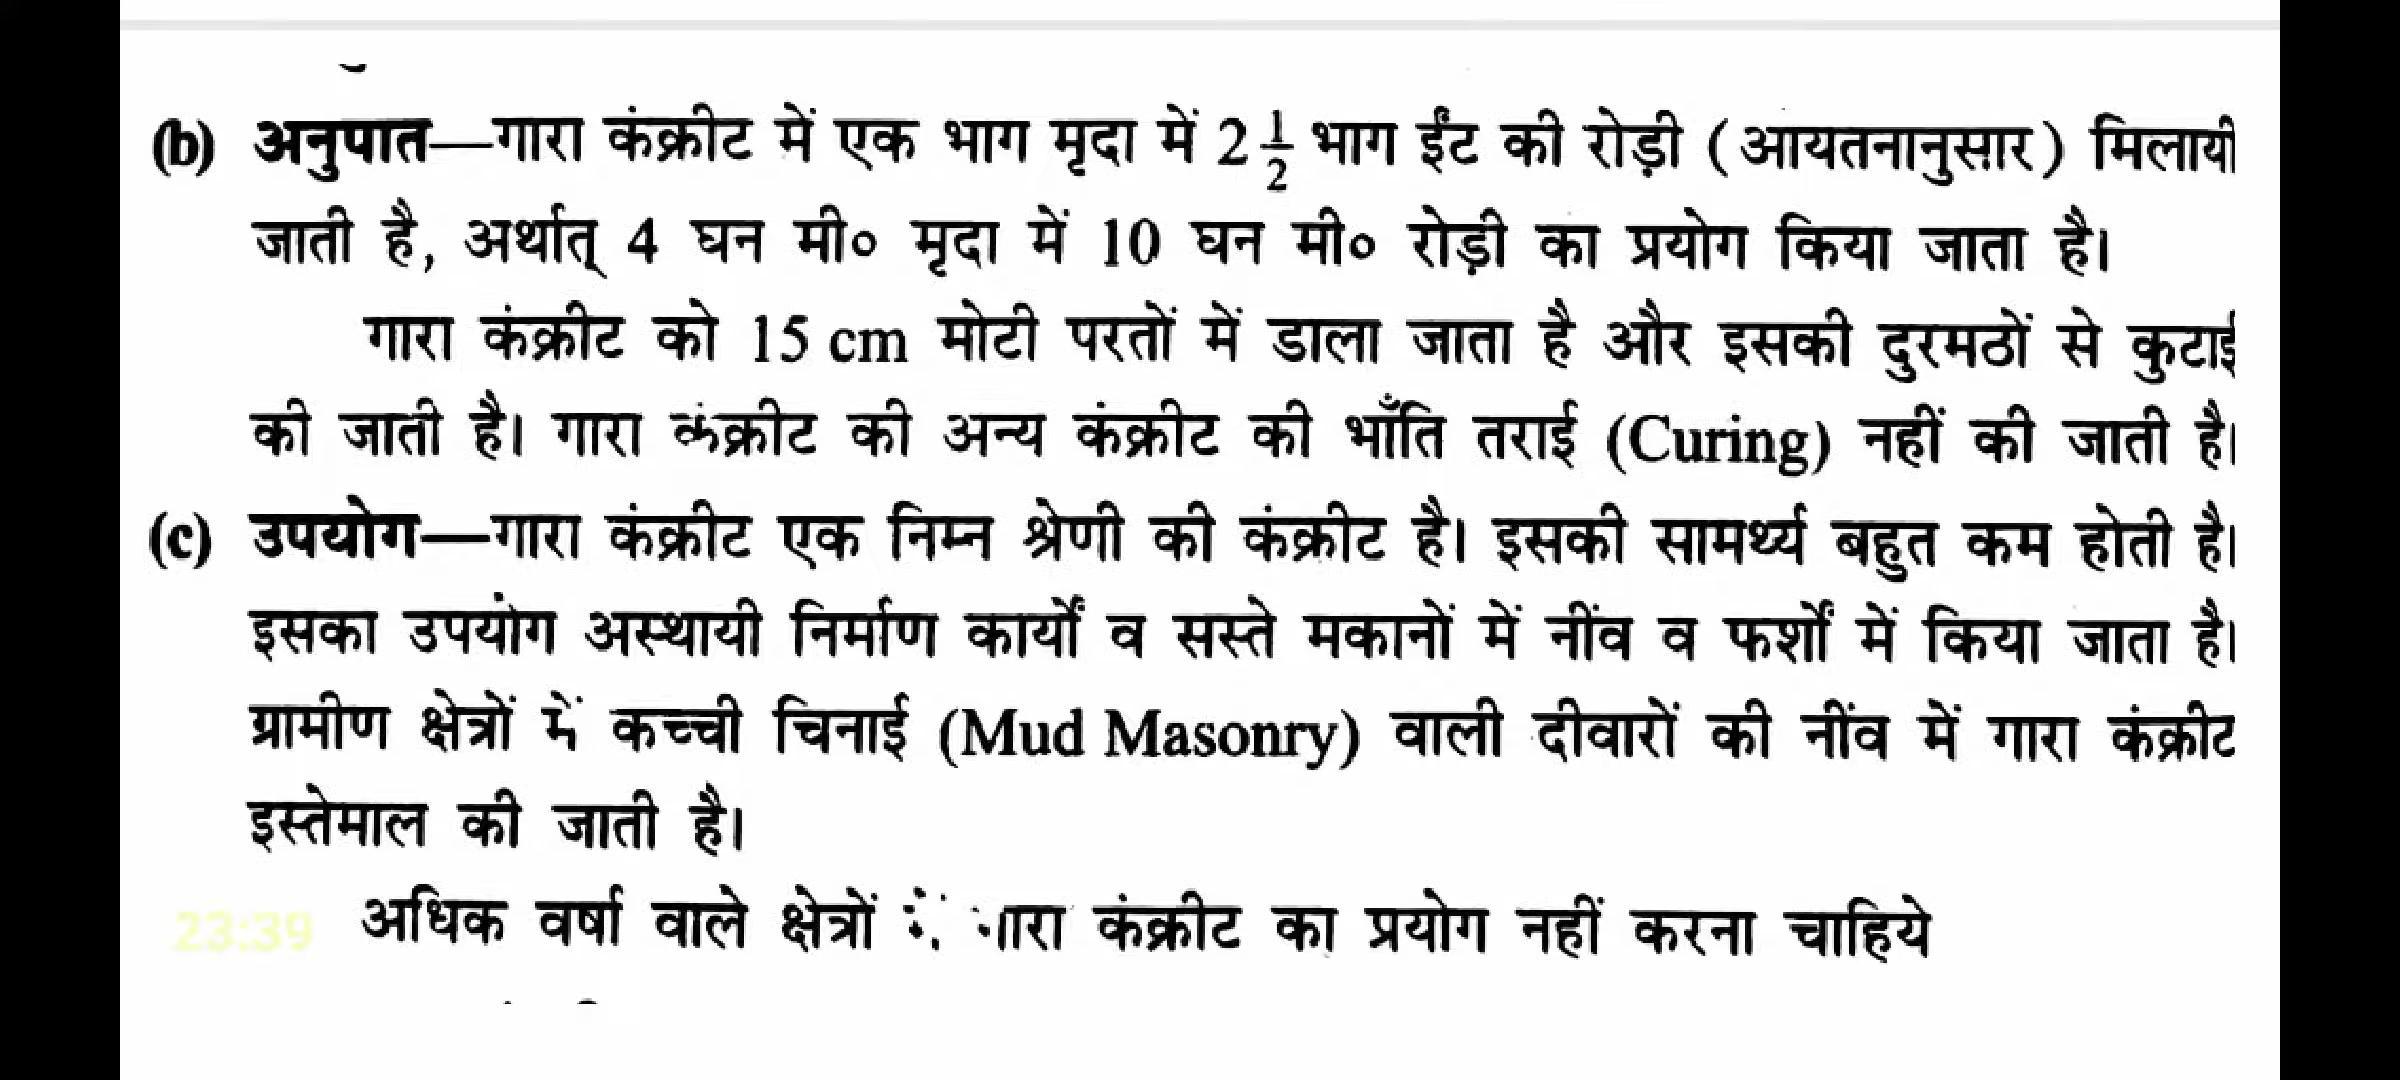 (b) अनुपात—गारा कंक्रीट में एक भाग मृदा में 2 1/2 भाग ईंट की रोड़ी (आयतनानुसार) मिलायी
जाती है, अर्थात् 4 घन मी० मृदा में 10 घन मी० रोड़ी का प्रयोग किया जाता है।
गारा कंक्रीट को 15 cm मोटी परतों में डाला जाता है और इसकी दुरमठों से कुटाई
की जाती है। गारा कंक्रीट की अन्य कंक्रीट की भाँति तराई (Curing) नहीं की जाती है।
(c) उपयोग—गारा कंक्रीट एक निम्न श्रेणी की कंक्रीट है। इसकी सामर्थ्य बहुत कम होती है।
इसका उपयोग अस्थायी निर्माण कार्यों व सस्ते मकानों में नींव व फर्शों में किया जाता है।
ग्रामीण क्षेत्रों में कच्ची चिनाई (Mud Masonry) वाली दीवारों की नींव में गारा कंक्रीट
इस्तेमाल की जाती है।
अधिक वर्षा वाले क्षेत्रों में गारा कंक्रीट का प्रयोग नहीं करना चाहिये
23:39